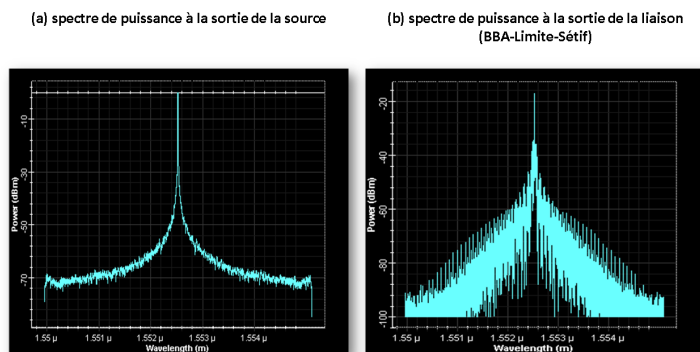 (a) spectre de puissance à la sortie de la source
(b) spectre de puissance à la sortie de la liaison
(BBA-Limite-Sétif)
Power (dBm)
-10
-30
-50
-70
1.55 µ 1.551 µ 1.552 µ 1.553 µ 1.554 µ
Wavelength (m)
Power (dBm)
-20
-40
-60
-80
-100
1.55 µ 1.551 µ 1.552 µ 1.553 µ 1.554 µ
Wavelength (m)